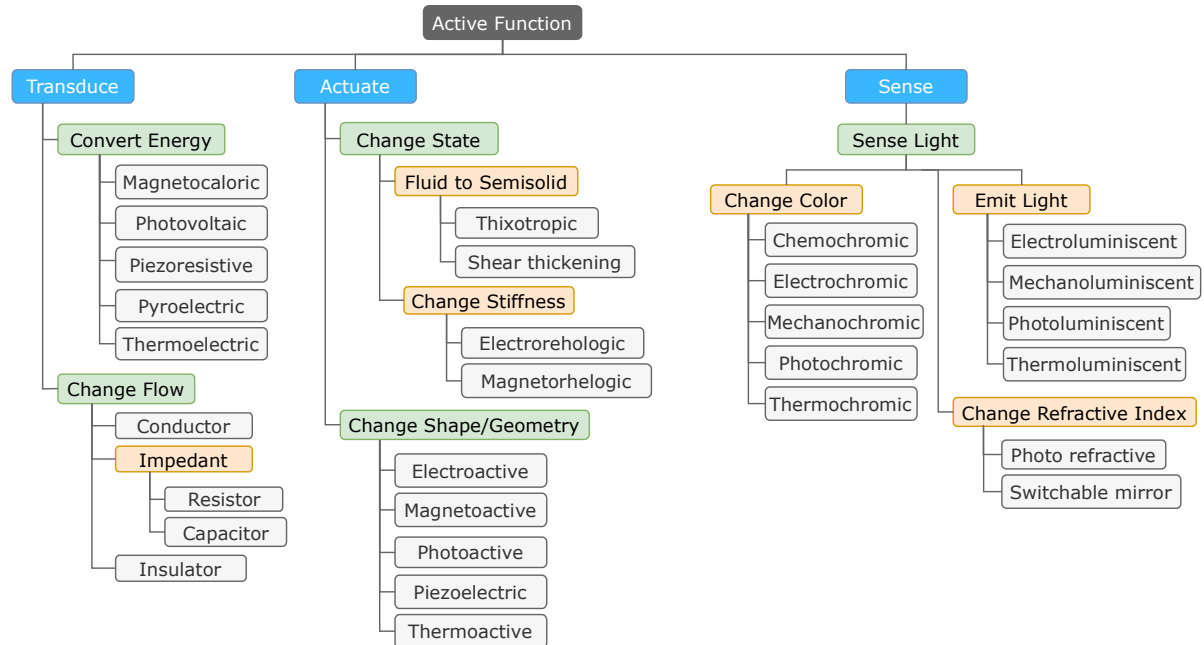 Active Function
Transduce
Convert Energy
Magnetocaloric
Photovoltaic
Piezoresistive
Pyroelectric
Thermoelectric
Change Flow
Conductor
Impedant
Resistor
Capacitor
Insulator
Actuate
Change State
Fluid to Semisolid
Thixotropic
Shear thickening
Change Stiffness
Electrorehologic
Magnetorhelogic
Change Shape/Geometry
Electroactive
Magnetoactive
Photoactive
Piezoelectric
Thermoactive
Sense
Sense Light
Change Color
Chemochromic
Electrochromic
Mechanochromic
Photochromic
Thermochromic
Emit Light
Electroluminiscent
Mechanoluminiscent
Photoluminiscent
Thermoluminiscent
Change Refractive Index
Photo refractive
Switchable mirror